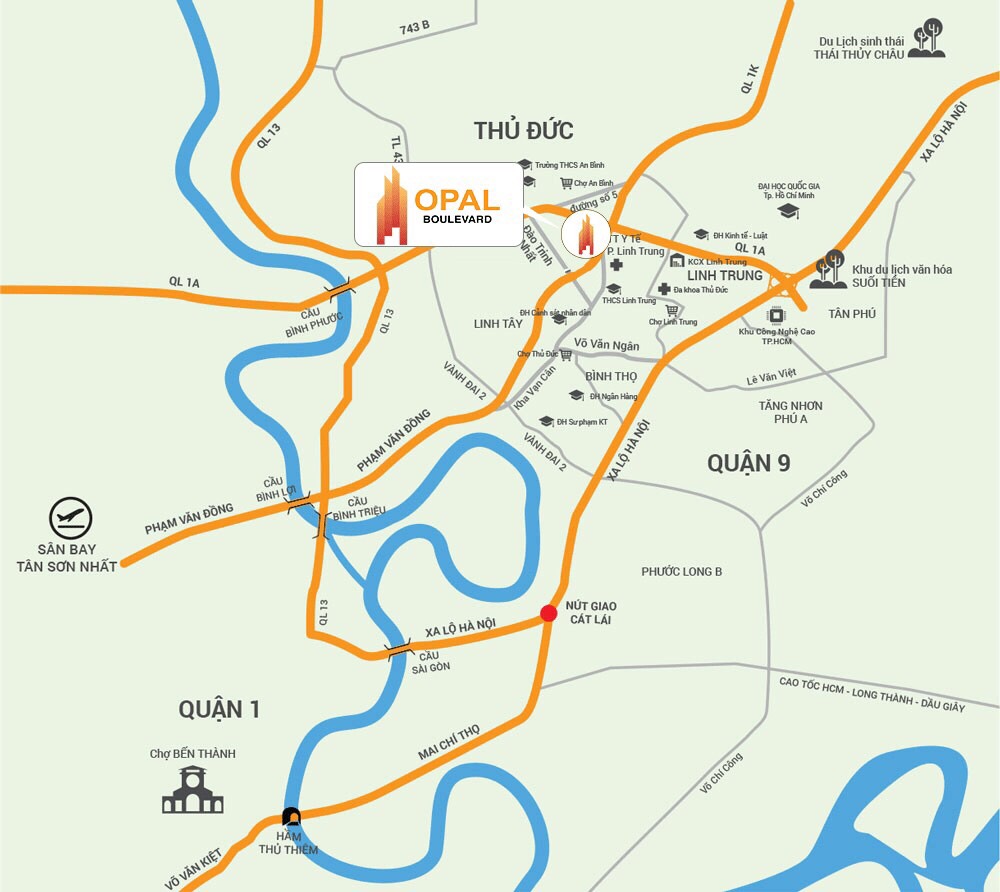 743 B
Du Lịch sinh thái
THÁI THÙY CHÂU
QL 1K
QL 13
XA LỘ HÀ NỘI
THỦ ĐỨC
TL 43
Trường THCS An Bình
Chợ An Bình
OPAL
BOULEVARD
đường số 5
ĐẠI HỌC QUỐC GIA
Tp. Hồ Chí Minh
Đào Trinh
Nhất
TT Y Tế
P. Linh Trung
ĐH Kinh tế - Luật
QL 1A
KCX Linh Trung
LINH TRUNG
Khu du lịch văn hóa
SUỐI TIÊN
QL 1A
Đa khoa Thủ Đức
THCS Linh Trung
CẦU
BÌNH PHƯỚC
QL 13
LINH TÂY
ĐH Cảnh sát nhân dân
Chợ Linh Trung
TÂN PHÚ
Khu Công Nghệ Cao
TP.HCM
Võ Văn Ngân
Chợ Thủ Đức
VÀNH ĐAI 2
Kha Vạn Cân
BÌNH THỌ
Lê Văn Việt
ĐH Ngân Hàng
TĂNG NHƠN
PHÚ A
ĐH Sư phạm KT
PHẠM VĂN ĐỒNG
VÀNH ĐAI 2
XA LỘ HÀ NỘI
QUẬN 9
CẦU
BÌNH LỢI
Võ Chí Công
CẦU
BÌNH TRIỆU
PHẠM VĂN ĐỒNG
SÂN BAY
TÂN SƠN NHẤT
PHƯỚC LONG B
QL 13
NÚT GIAO
CÁT LÁI
XA LỘ HÀ NỘI
CẦU
SÀI GÒN
CAO TỐC HCM - LONG THÀNH - DẦU GIÂY
QUẬN 1
MAI CHÍ THỌ
Chợ BẾN THÀNH
Võ Chí Công
HẦM
THỦ THIÊM
VÕ VĂN KIỆT